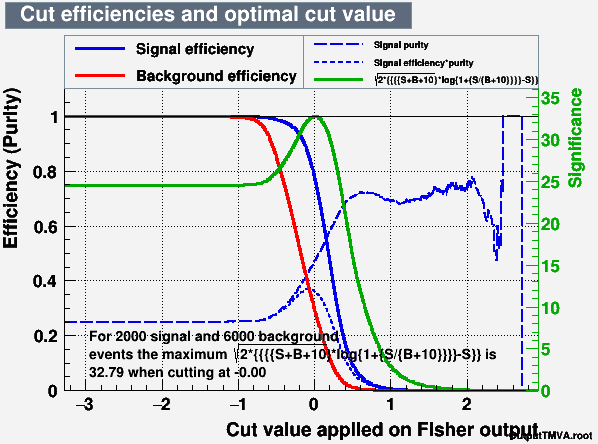 Cut efficiencies and optimal cut value
Signal efficiency
Background efficiency
Signal purity
Signal efficiency*purity
√2*{{{{S+B+10}*log{1+{S/{B+10}}}}-S}}
Efficiency (Purity)
Significance
1
0.8
0.6
0.4
0.2
0
35
30
25
20
15
10
5
0
For 2000 signal and 6000 background
events the maximum √2*{{{{S+B+10}*log{1+{S/{B+10}}}}-S}} is
32.79 when cutting at -0.00
−3 −2 −1 0 1 2
Cut value applied on Fisher output
OutputTMVA.root